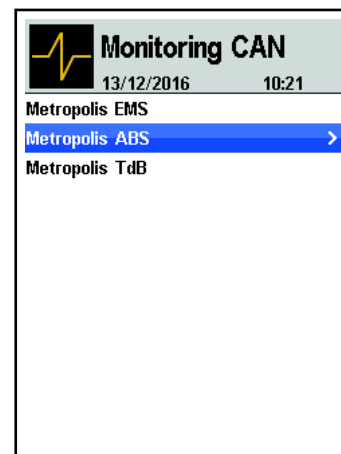 Monitoring CAN
13/12/2016 10:21
Metropolis EMS
Metropolis ABS >
Metropolis TdB